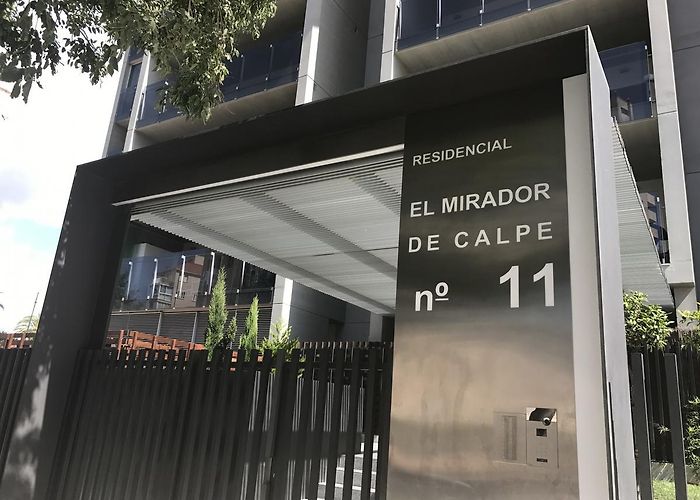 RESIDENCIAL
EL MIRADOR
DE CALPE
nº 11